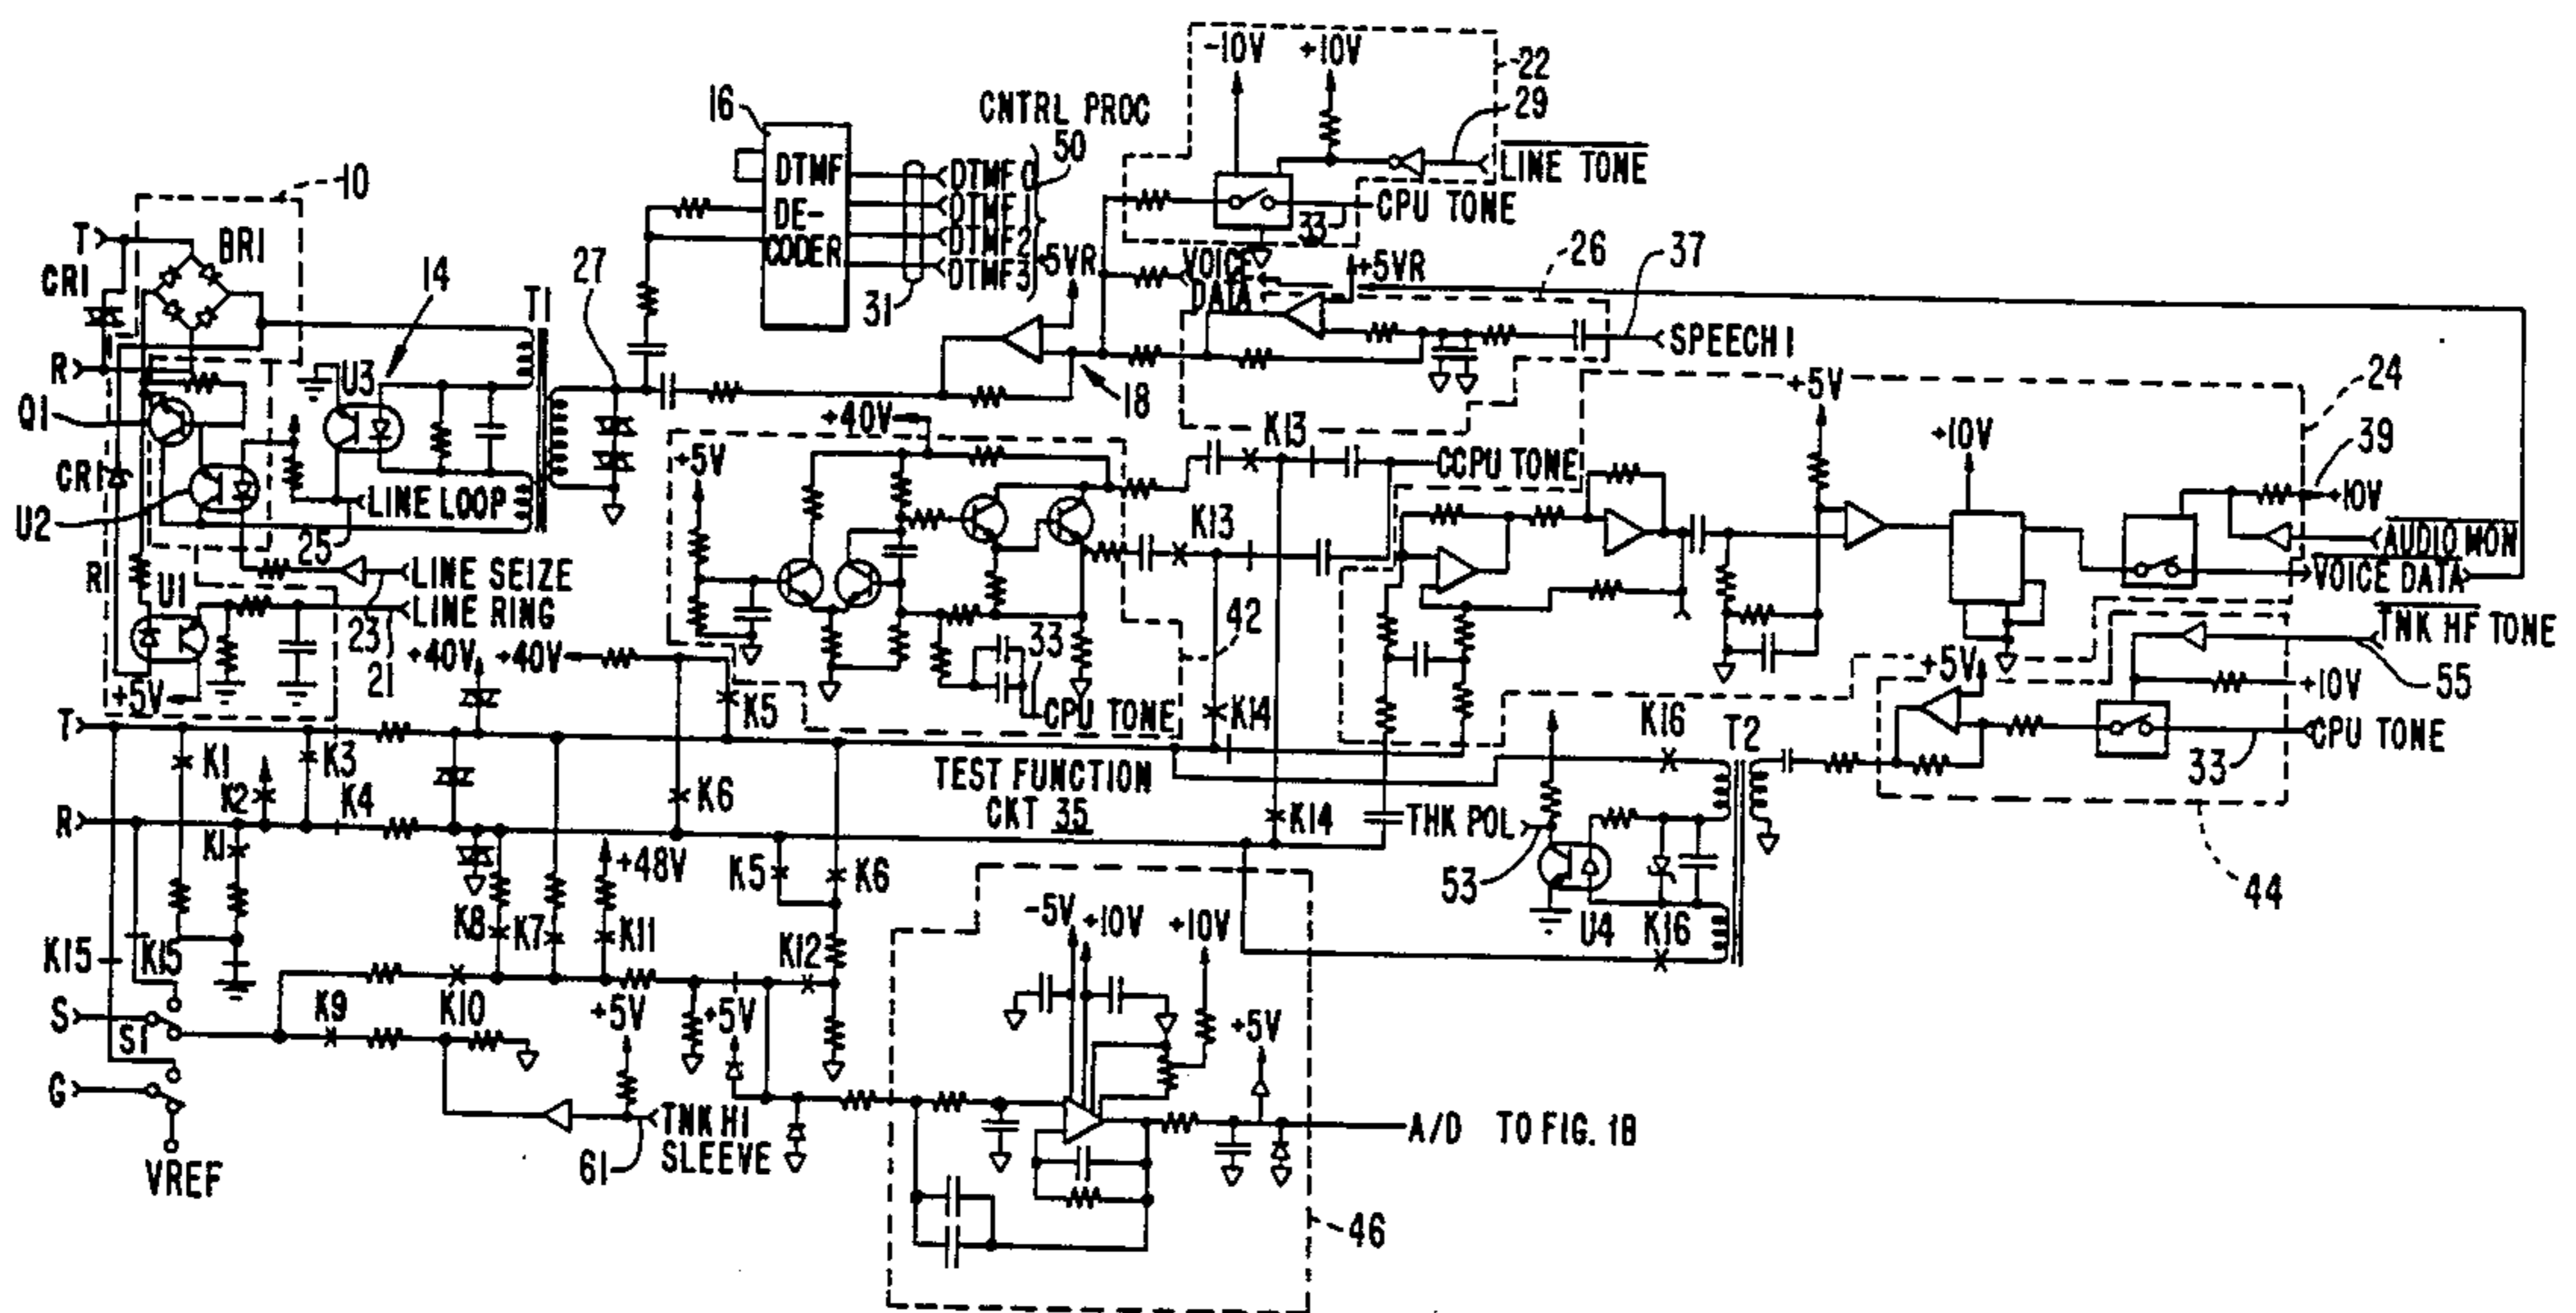 -10V +10V
22
29
LINE TONE
33
CPU TONE
16
CNTRL PROC
50
DTMF
DE-
CODER
DTMF 0
DTMF 1
DTMF2
DTMF3
31
+5VR
VOICE
DATA
+5VR
26
37
SPEECH 1
18
10
T
BR1
CR1
14
T1
27
R
U3
Q1
CR1
U2
LINE LOOP
25
LINE SEIZE
R1
U1
LINE RING
23
21
+5V
+40V
+5V
K13
CCPU TONE
K13
42
33
CPU TONE
+40V
+40V
K5
K14
+5V
+10V
24
39
+10V
AUDIO MON
VOICE DATA
TNK HF TONE
+5V
+10V
55
CPU TONE
33
44
T
K1
K2
K3
K4
K6
TEST FUNCTION
CKT 35
K16
T2
R
K1
K14
THK POL
53
U4
K16
+48V
K5
K6
K8
K7
K11
K12
K15
K15
S
S1
K9
K10
+5V
+5V
G
VREF
TNK HI
SLEEVE
61
-5V
+10V
+10V
+5V
A/D TO FIG. 1B
46